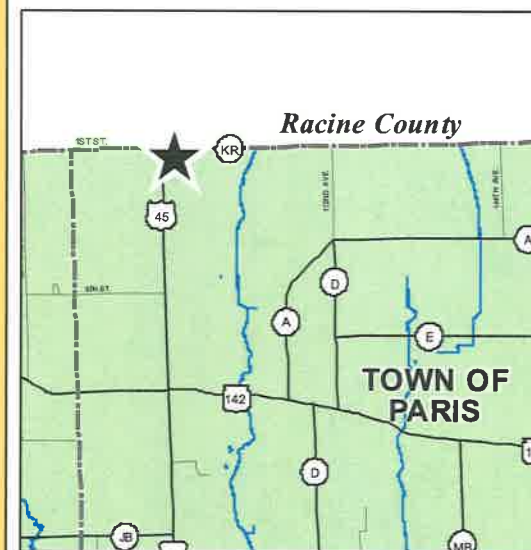 Racine County
1ST ST.
KR
45
A
D
A
E
TOWN OF
PARIS
142
D
JB
MB